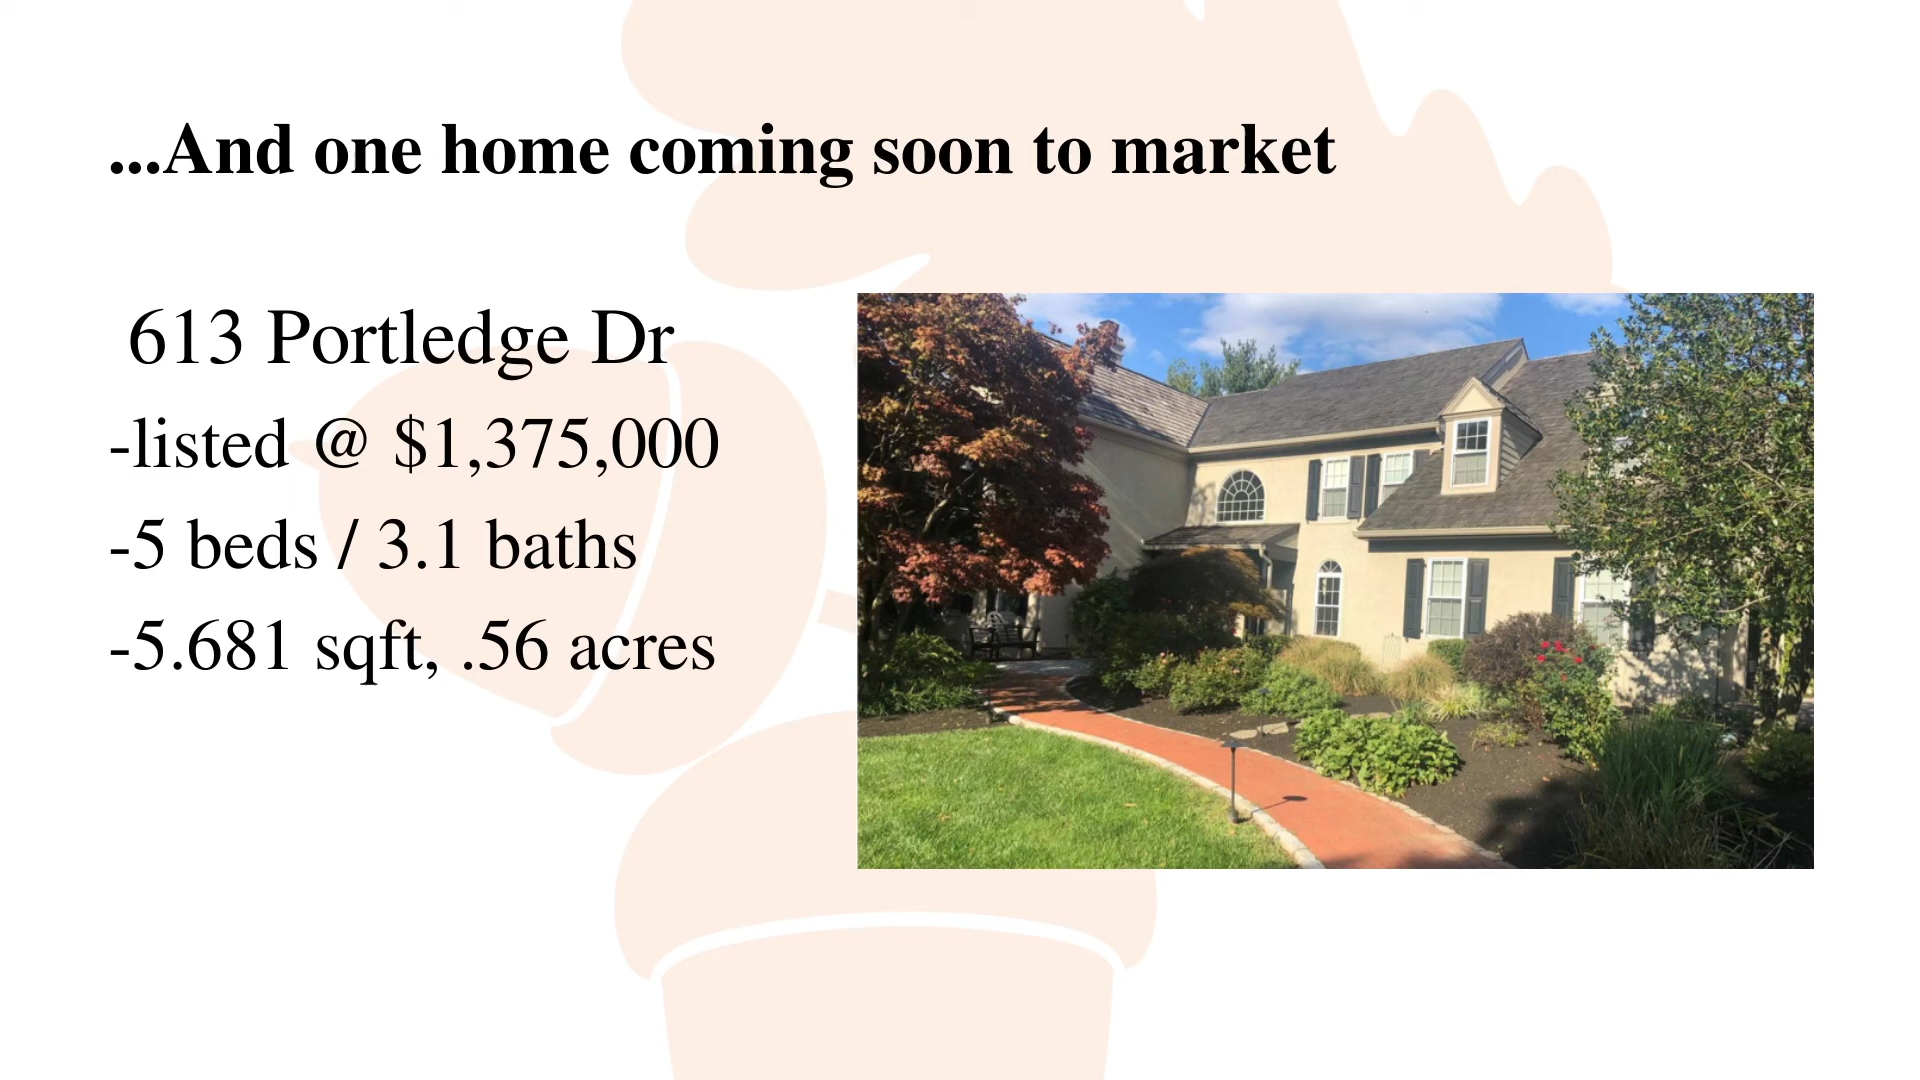 ...And one home coming soon to market
613 Portledge Dr
-listed @ $1,375,000
-5 beds / 3.1 baths
-5.681 sqft, .56 acres